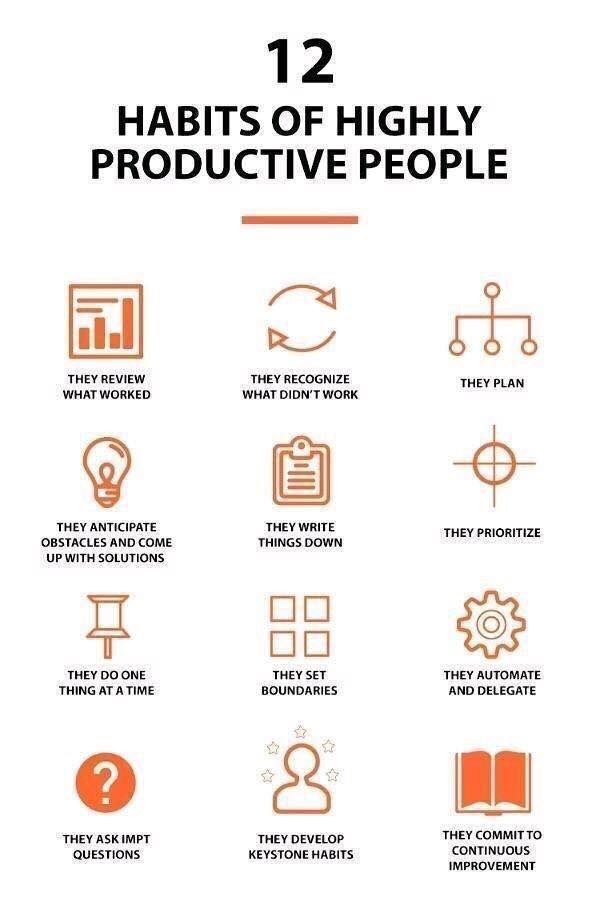 12
HABITS OF HIGHLY
PRODUCTIVE PEOPLE
THEY REVIEW
WHAT WORKED
THEY RECOGNIZE
WHAT DIDN'T WORK
THEY PLAN
THEY ANTICIPATE
OBSTACLES AND COME
UP WITH SOLUTIONS
THEY WRITE
THINGS DOWN
THEY PRIORITIZE
THEY DO ONE
THING AT A TIME
THEY SET
BOUNDARIES
THEY AUTOMATE
AND DELEGATE
?
THEY ASK IMPT
QUESTIONS
THEY DEVELOP
KEYSTONE HABITS
THEY COMMIT TO
CONTINUOUS
IMPROVEMENT